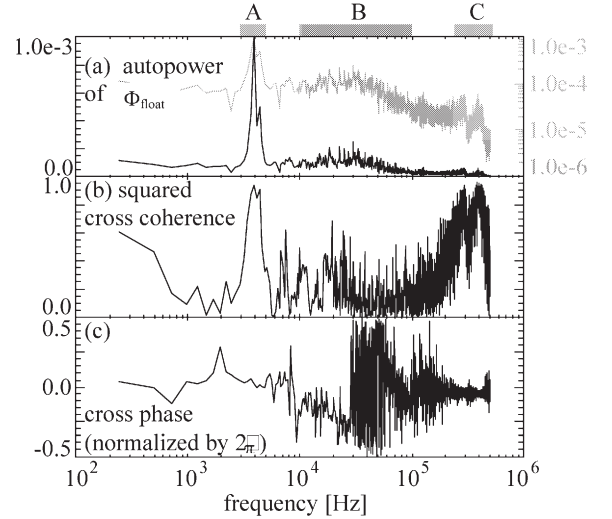 A B C
1.0e-3 1.0e-3
(a) autopower
of Φfloat
1.0e-4
1.0e-5
0.0 1.0e-6
1.0 (b) squared
cross coherence
0.0
0.5 (c)
0.0
cross phase
-0.5 (normalized by 2π)
10^2 10^3 10^4 10^5 10^6
frequency [Hz]